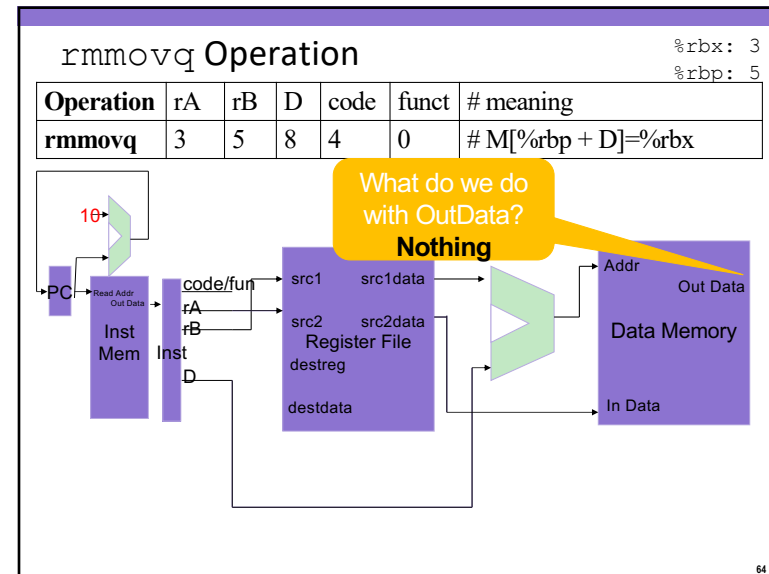 rmmovq Operation
%rbx: 3
%rbp: 5
Operation rA rB D code funct # meaning
rmmovq 3 5 8 4 0 # M[%rbp + D]=%rbx
What do we do
with OutData?
Nothing
10
PC
Read Addr
Out Data
Inst
Mem
Inst
code/fun
rA
rB
D
src1 src1data
src2 src2data
Register File
destreg
destdata
Addr
Out Data
Data Memory
In Data
64